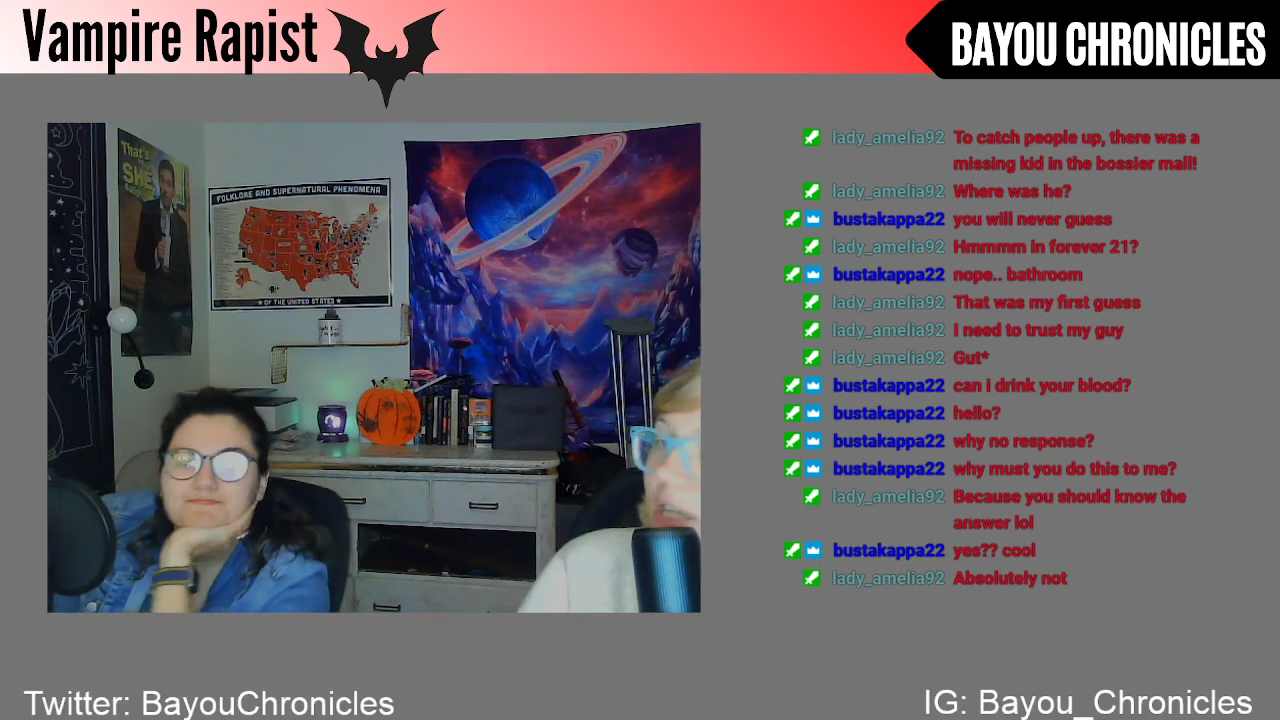 Vampire Rapist
BAYOU CHRONICLES
That's
SHE
FOLKLORE AND SUPERNATURAL PHENOMENA
★ OF THE UNITED STATES ★
lady_amelia92 To catch people up, there was a
missing kid in the bossier mall!
lady_amelia92 Where was he?
bustakappa22 you will never guess
lady_amelia92 Hmmmm in forever 21?
bustakappa22 nope.. bathroom
lady_amelia92 That was my first guess
lady_amelia92 I need to trust my guy
lady_amelia92 Gut*
bustakappa22 can i drink your blood?
bustakappa22 hello?
bustakappa22 why no response?
bustakappa22 why must you do this to me?
lady_amelia92 Because you should know the
answer lol
bustakappa22 yes?? cool
lady_amelia92 Absolutely not
Twitter: BayouChronicles
IG: Bayou_Chronicles